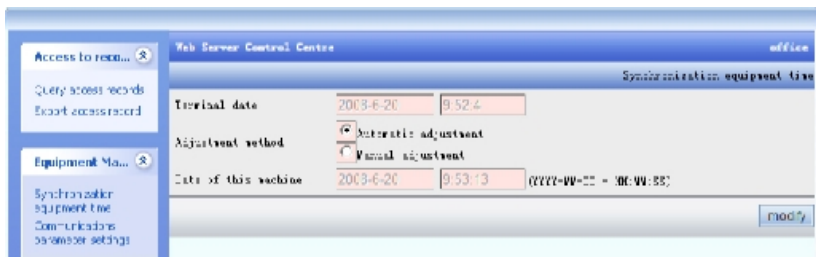 Access to reco...
Query access records
Export access record
Equipment Ma...
Synchronization
equipment time
Communications
parameter settings
Web Server Control Centre office
Synchronization equipment time
Terminal date 2008-6-20 9:52:4
Adjustment method
Automatic adjustment
Manual adjustment
Date of this machine 2008-6-20 9:53:13
modify